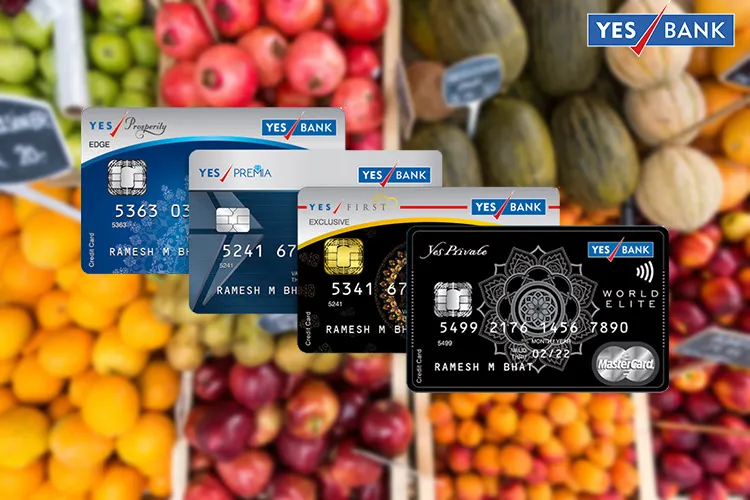 YES BANK
YES Prosperity YES BANK
EDGE
5363 03
5363
RAMESH M B
Credit Card
YES PREMIA YES BANK
5241 67
5241
RAMESH M BH
YES FIRST YES BANK
EXCLUSIVE
5341 67
5241
RAMESH M BHA
Credit Card
Yes Private YES BANK
WORLD
ELITE
5499 2176 1456 7890
5499
MONTH/YEAR
VALID
THRU 02/22
RAMESH M BHAT
MasterCard
Credit Card